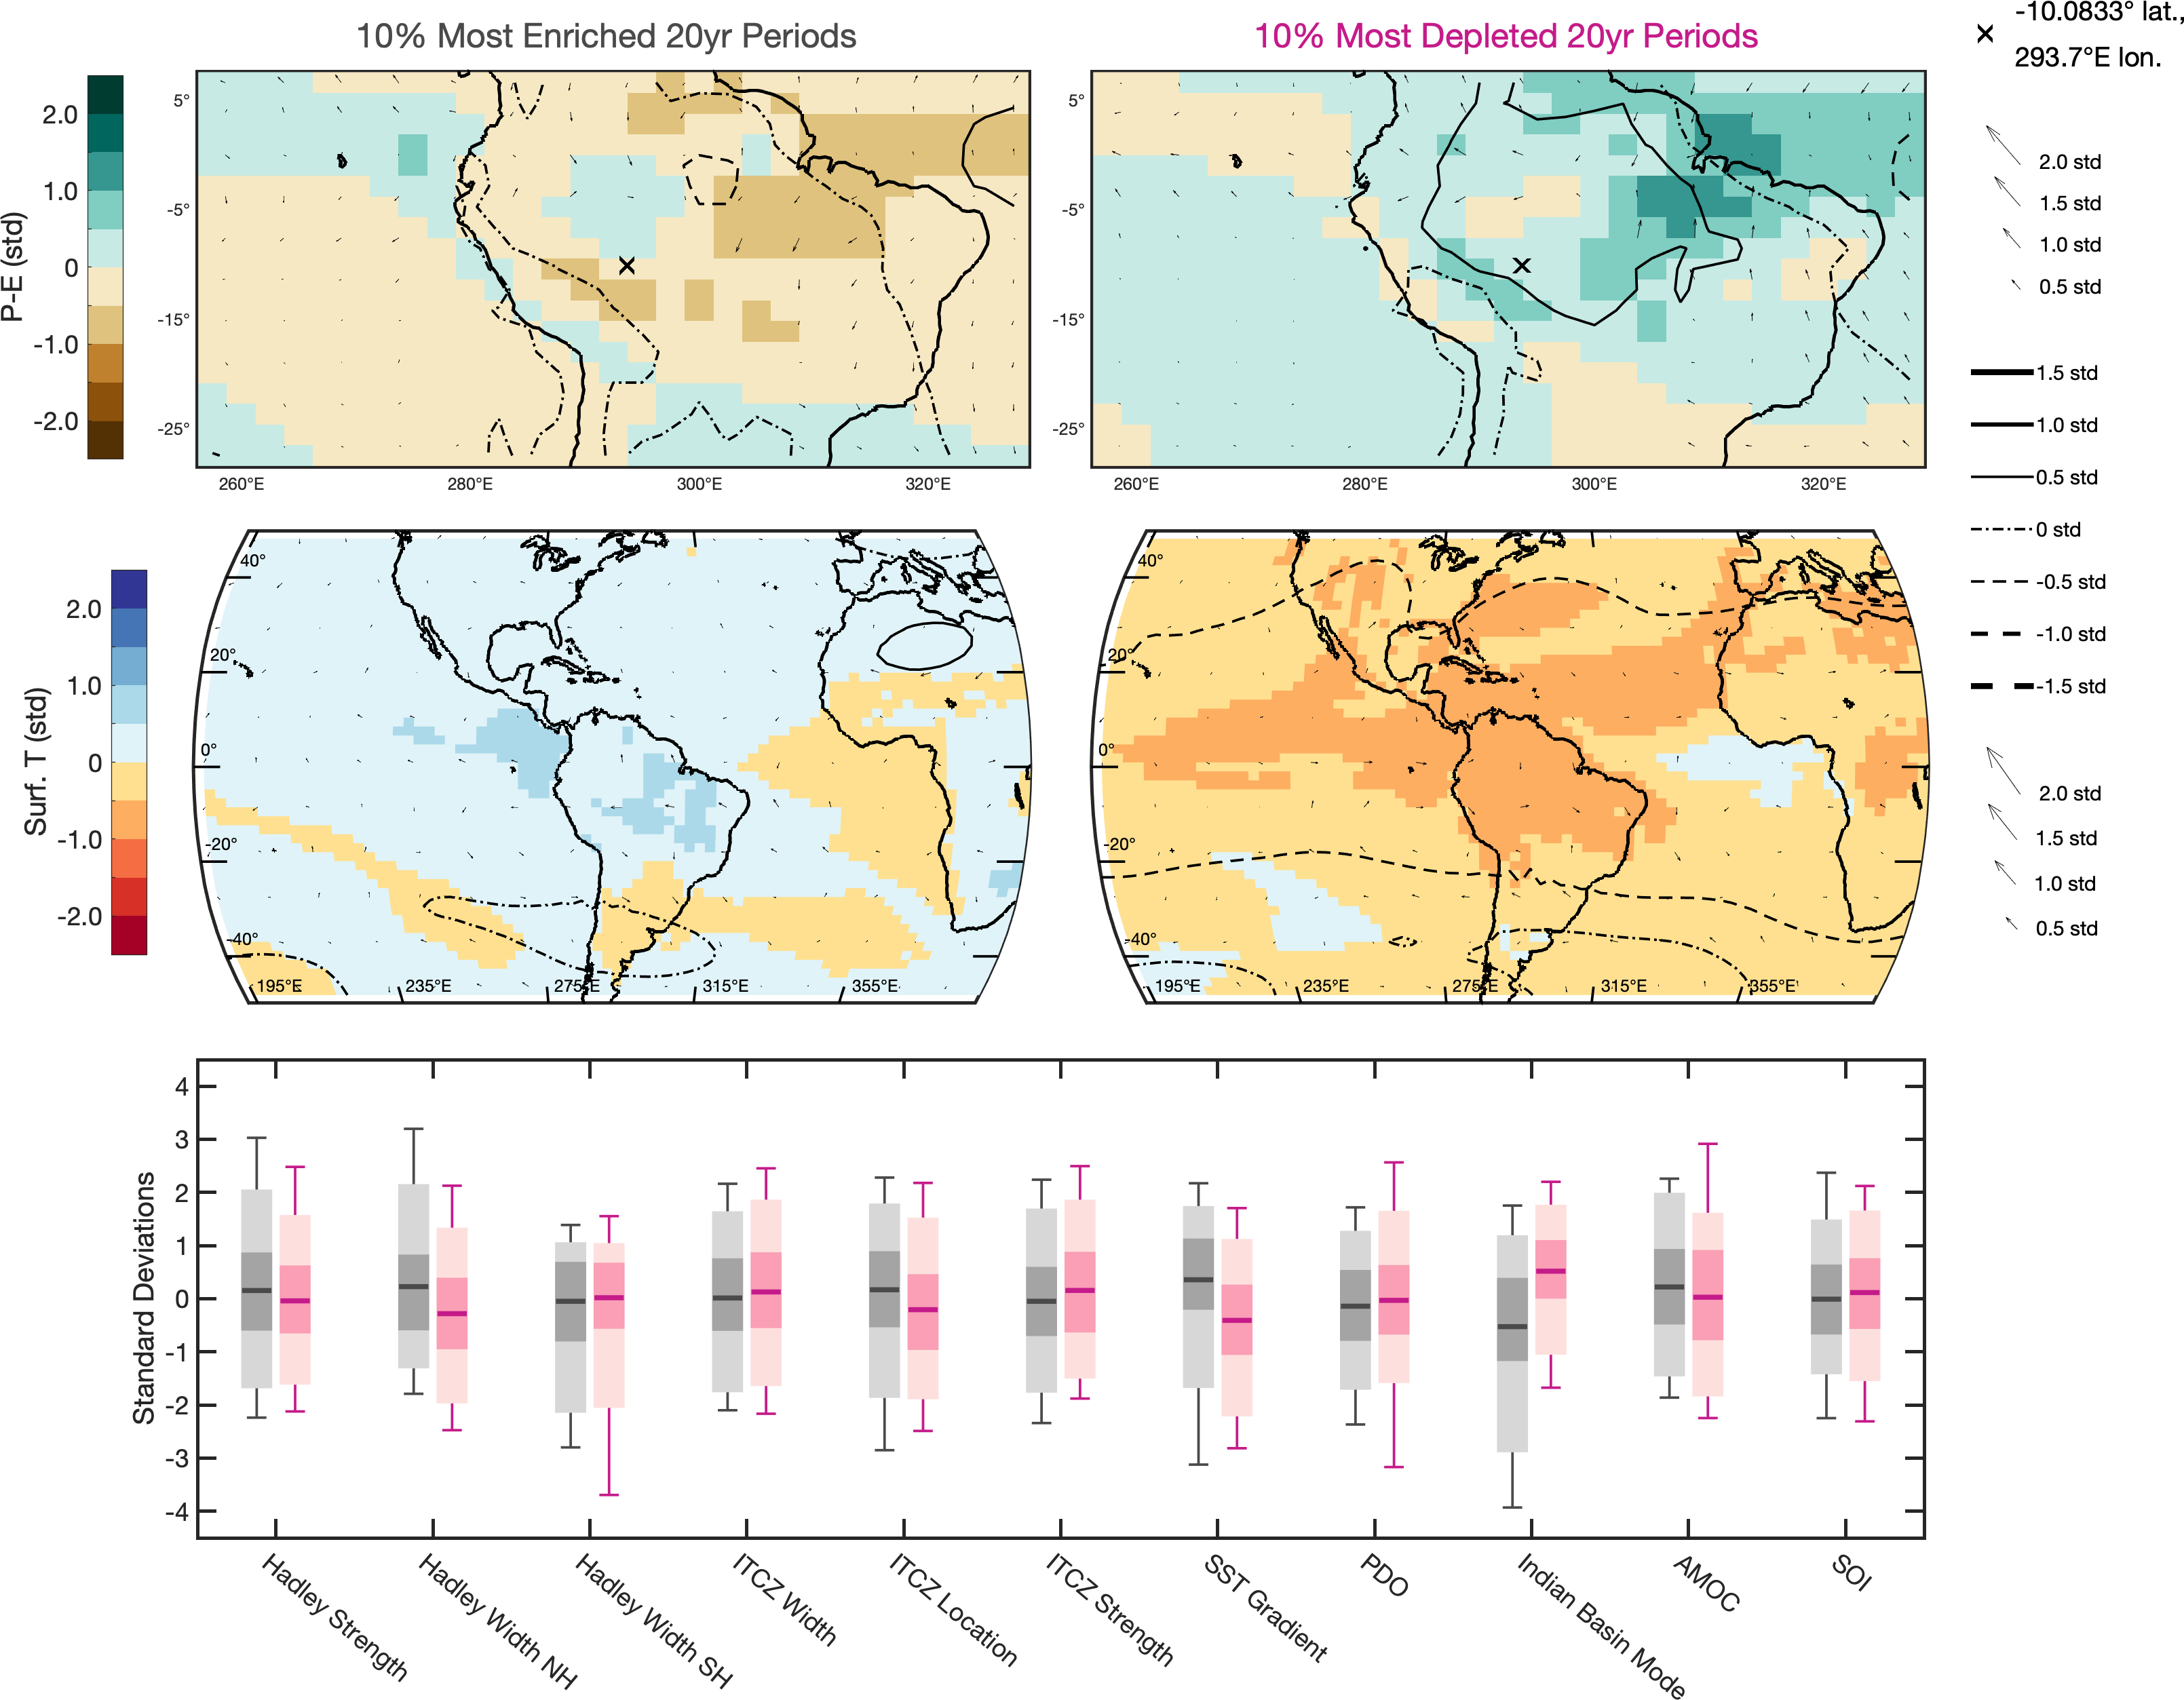 10% Most Enriched 20yr Periods
10% Most Depleted 20yr Periods
-10.0833° lat.,
× 293.7°E lon.
P-E (std)
2.0
1.0
0
-1.0
-2.0
5°
-5°
-15°
-25°
260°E 280°E 300°E 320°E
5°
-5°
-15°
-25°
260°E 280°E 300°E 320°E
2.0 std
1.5 std
1.0 std
0.5 std
1.5 std
1.0 std
0.5 std
0 std
-0.5 std
-1.0 std
-1.5 std
Surf. T (std)
2.0
1.0
0
-1.0
-2.0
40°
20°
0°
-20°
-40°
195°E 235°E 275°E 315°E 355°E
40°
20°
0°
-20°
-40°
195°E 235°E 275°E 315°E 355°E
2.0 std
1.5 std
1.0 std
0.5 std
Standard Deviations
4
3
2
1
0
-1
-2
-3
-4
Hadley Strength
Hadley Width NH
Hadley Width SH
ITCZ Width
ITCZ Location
ITCZ Strength
SST Gradient
PDO
Indian Basin Mode
AMOC
SOI